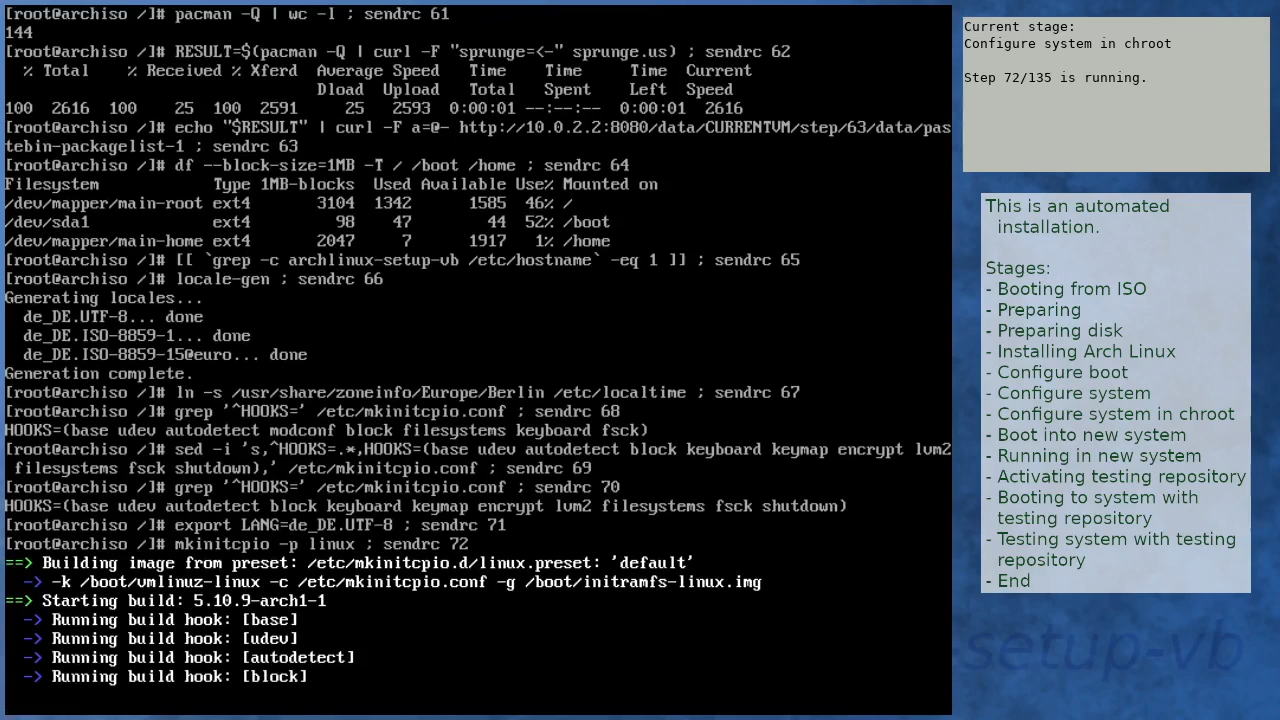 [root@archiso /]# pacman -Q | wc -l ; sendrc 61
144
[root@archiso /]# RESULT=$(pacman -Q | curl -F "sprunge=<-" sprunge.us) ; sendrc 62
  % Total    % Received % Xferd  Average Speed   Time    Time     Time  Current
                                 Dload  Upload   Total   Spent    Left  Speed
100  2616  100    25  100  2591     25   2593  0:00:01 --:--:--  0:00:01  2616
[root@archiso /]# echo "$RESULT" | curl -F a=@- http://10.0.2.2:8080/data/CURRENTVM/step/63/data/pas
tebin-packagelist-1 ; sendrc 63
[root@archiso /]# df --block-size=1MB -T / /boot /home ; sendrc 64
Filesystem            Type 1MB-blocks  Used Available Use% Mounted on
/dev/mapper/main-root ext4       3104  1342      1585  46% /
/dev/sda1             ext4         98    47        44  52% /boot
/dev/mapper/main-home ext4       2047     7      1917   1% /home
[root@archiso /]# [[ `grep -c archlinux-setup-vb /etc/hostname` -eq 1 ]] ; sendrc 65
[root@archiso /]# locale-gen ; sendrc 66
Generating locales...
  de_DE.UTF-8... done
  de_DE.ISO-8859-1... done
  de_DE.ISO-8859-15@euro... done
Generation complete.
[root@archiso /]# ln -s /usr/share/zoneinfo/Europe/Berlin /etc/localtime ; sendrc 67
[root@archiso /]# grep '^HOOKS=' /etc/mkinitcpio.conf ; sendrc 68
HOOKS=(base udev autodetect modconf block filesystems keyboard fsck)
[root@archiso /]# sed -i 's,^HOOKS=.*,HOOKS=(base udev autodetect block keyboard keymap encrypt lvm2
 filesystems fsck shutdown),' /etc/mkinitcpio.conf ; sendrc 69
[root@archiso /]# grep '^HOOKS=' /etc/mkinitcpio.conf ; sendrc 70
HOOKS=(base udev autodetect block keyboard keymap encrypt lvm2 filesystems fsck shutdown)
[root@archiso /]# export LANG=de_DE.UTF-8 ; sendrc 71
[root@archiso /]# mkinitcpio -p linux ; sendrc 72
==> Building image from preset: /etc/mkinitcpio.d/linux.preset: 'default'
  -> -k /boot/vmlinuz-linux -c /etc/mkinitcpio.conf -g /boot/initramfs-linux.img
==> Starting build: 5.10.9-arch1-1
  -> Running build hook: [base]
  -> Running build hook: [udev]
  -> Running build hook: [autodetect]
  -> Running build hook: [block]
Current stage:
Configure system in chroot
Step 72/135 is running.
This is an automated
installation.
Stages:
- Booting from ISO
- Preparing
- Preparing disk
- Installing Arch Linux
- Configure boot
- Configure system
- Configure system in chroot
- Boot into new system
- Running in new system
- Activating testing repository
- Booting to system with
testing repository
- Testing system with testing
repository
- End
setup-vb